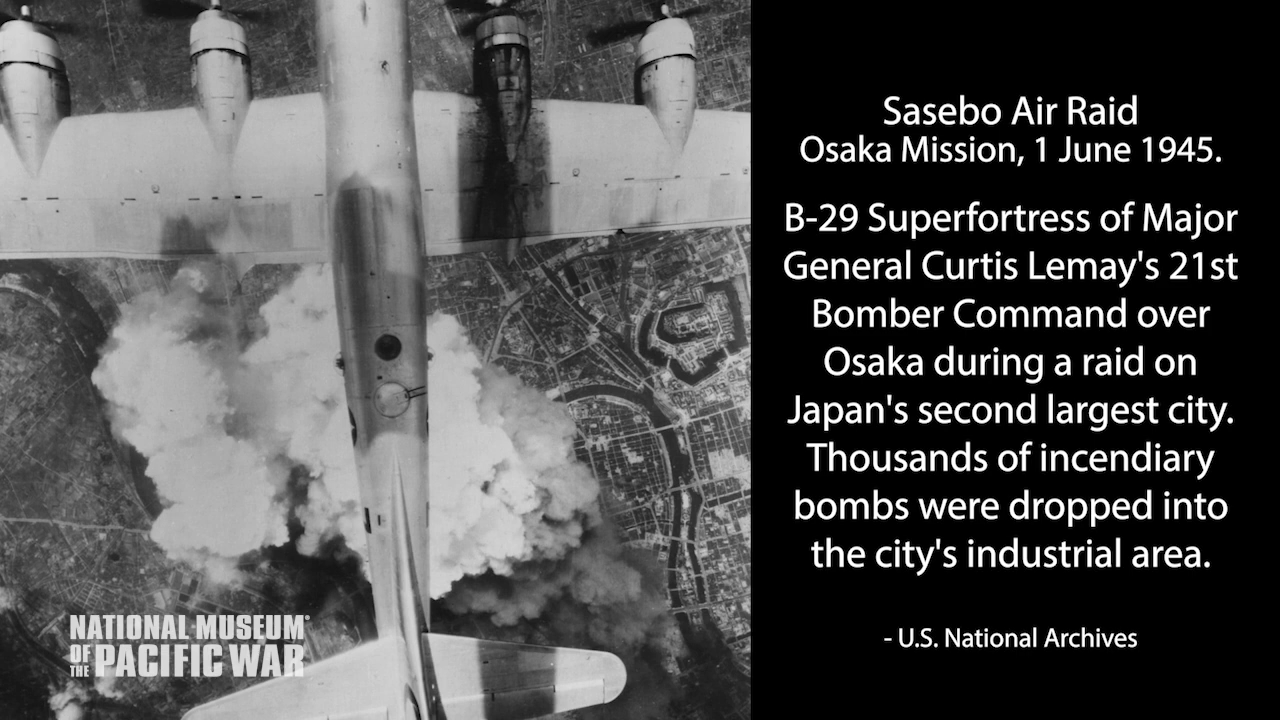 Sasebo Air Raid
Osaka Mission, 1 June 1945.
B-29 Superfortress of Major
General Curtis Lemay's 21st
Bomber Command over
Osaka during a raid on
Japan's second largest city.
Thousands of incendiary
bombs were dropped into
the city's industrial area.
- U.S. National Archives
NATIONAL MUSEUM®
OF THE PACIFIC WAR